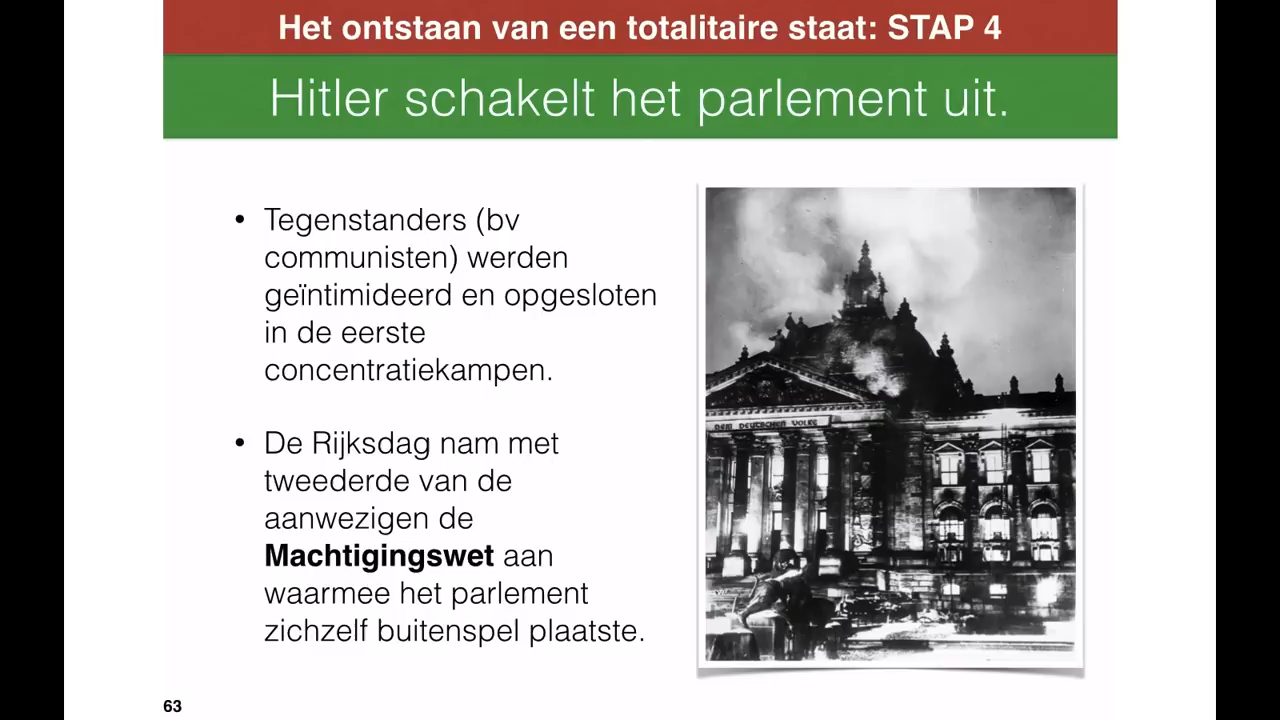 Het ontstaan van een totalitaire staat: STAP 4
Hitler schakelt het parlement uit.
• Tegenstanders (bv
communisten) werden
geïntimideerd en opgesloten
in de eerste
concentratiekampen.
• De Rijksdag nam met
tweederde van de
aanwezigen de
Machtigingswet aan
waarmee het parlement
zichzelf buitenspel plaatste.
DEM DEUTSCHEN VOLKE
63